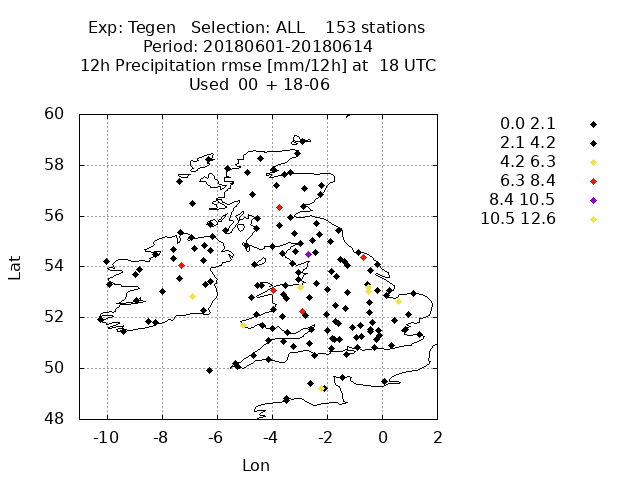 Exp: Tegen Selection: ALL 153 stations
Period: 20180601-20180614
12h Precipitation rmse [mm/12h] at 18 UTC
Used 00 + 18-06
60
58
56
54
52
50
48
-10 -8 -6 -4 -2 0 2
Lat
Lon
0.0 2.1
2.1 4.2
4.2 6.3
6.3 8.4
8.4 10.5
10.5 12.6